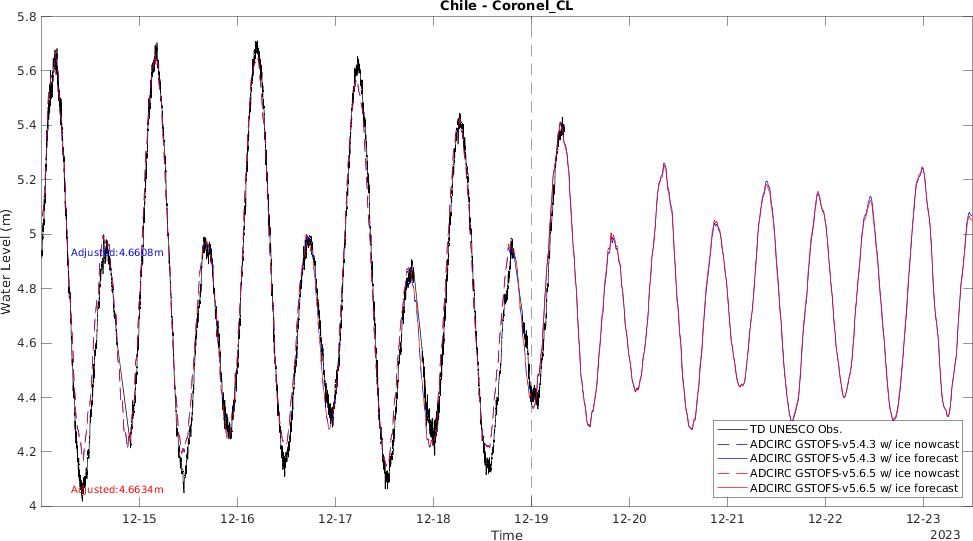 Chile - Coronel_CL
5.8
5.6
5.4
5.2
5
4.8
4.6
4.4
4.2
4
Water Level (m)
Adjusted:4.6608m
Adjusted:4.6634m
TD UNESCO Obs.
ADCIRC GSTOFS-v5.4.3 w/ ice nowcast
ADCIRC GSTOFS-v5.4.3 w/ ice forecast
ADCIRC GSTOFS-v5.6.5 w/ ice nowcast
ADCIRC GSTOFS-v5.6.5 w/ ice forecast
12-15 12-16 12-17 12-18 12-19 12-20 12-21 12-22 12-23
Time
2023